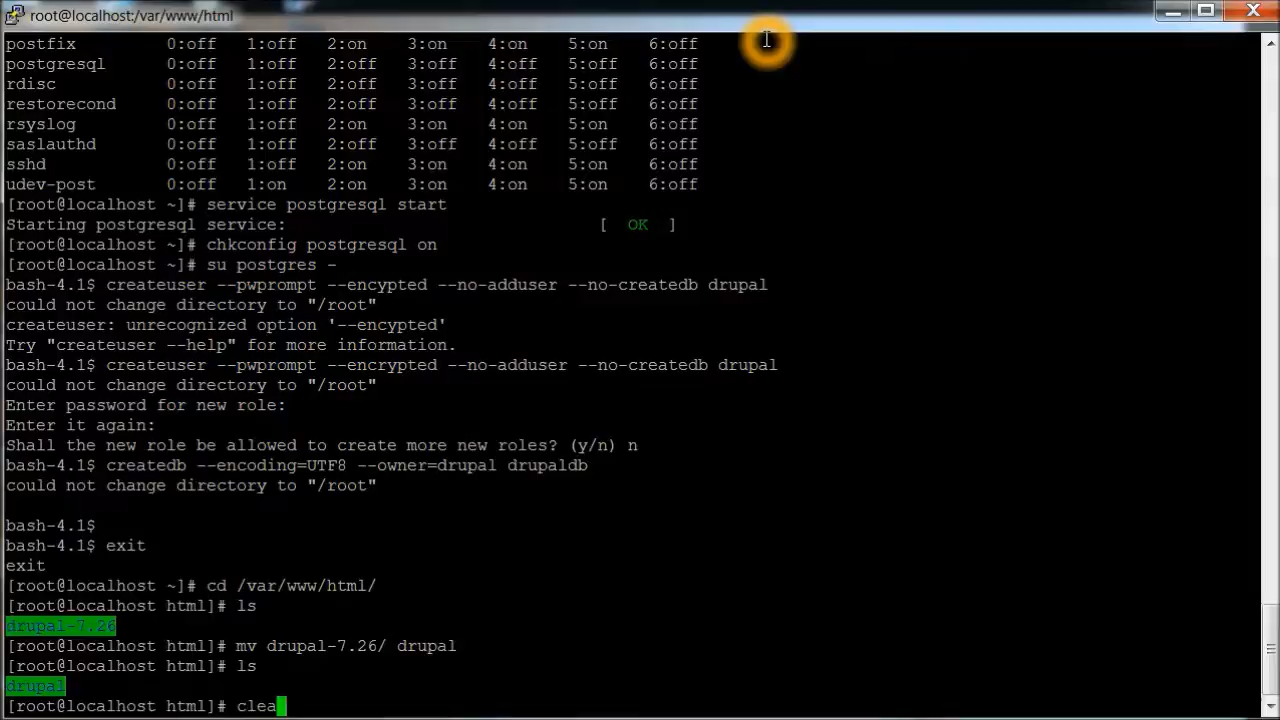 root@localhost:/var/www/html
postfix 0:off 1:off 2:on 3:on 4:on 5:on 6:off
postgresql 0:off 1:off 2:off 3:off 4:off 5:off 6:off
rdisc 0:off 1:off 2:off 3:off 4:off 5:off 6:off
restorecond 0:off 1:off 2:off 3:off 4:off 5:off 6:off
rsyslog 0:off 1:off 2:on 3:on 4:on 5:on 6:off
saslauthd 0:off 1:off 2:off 3:off 4:off 5:off 6:off
sshd 0:off 1:off 2:on 3:on 4:on 5:on 6:off
udev-post 0:off 1:on 2:on 3:on 4:on 5:on 6:off
[root@localhost ~]# service postgresql start
Starting postgresql service: [ OK ]
[root@localhost ~]# chkconfig postgresql on
[root@localhost ~]# su postgres -
bash-4.1$ createuser --pwprompt --encypted --no-adduser --no-createdb drupal
could not change directory to "/root"
createuser: unrecognized option '--encypted'
Try "createuser --help" for more information.
bash-4.1$ createuser --pwprompt --encrypted --no-adduser --no-createdb drupal
could not change directory to "/root"
Enter password for new role:
Enter it again:
Shall the new role be allowed to create more new roles? (y/n) n
bash-4.1$ createdb --encoding=UTF8 --owner=drupal drupaldb
could not change directory to "/root"
bash-4.1$
bash-4.1$ exit
exit
[root@localhost ~]# cd /var/www/html/
[root@localhost html]# ls
drupal-7.26
[root@localhost html]# mv drupal-7.26/ drupal
[root@localhost html]# ls
drupal
[root@localhost html]# clea